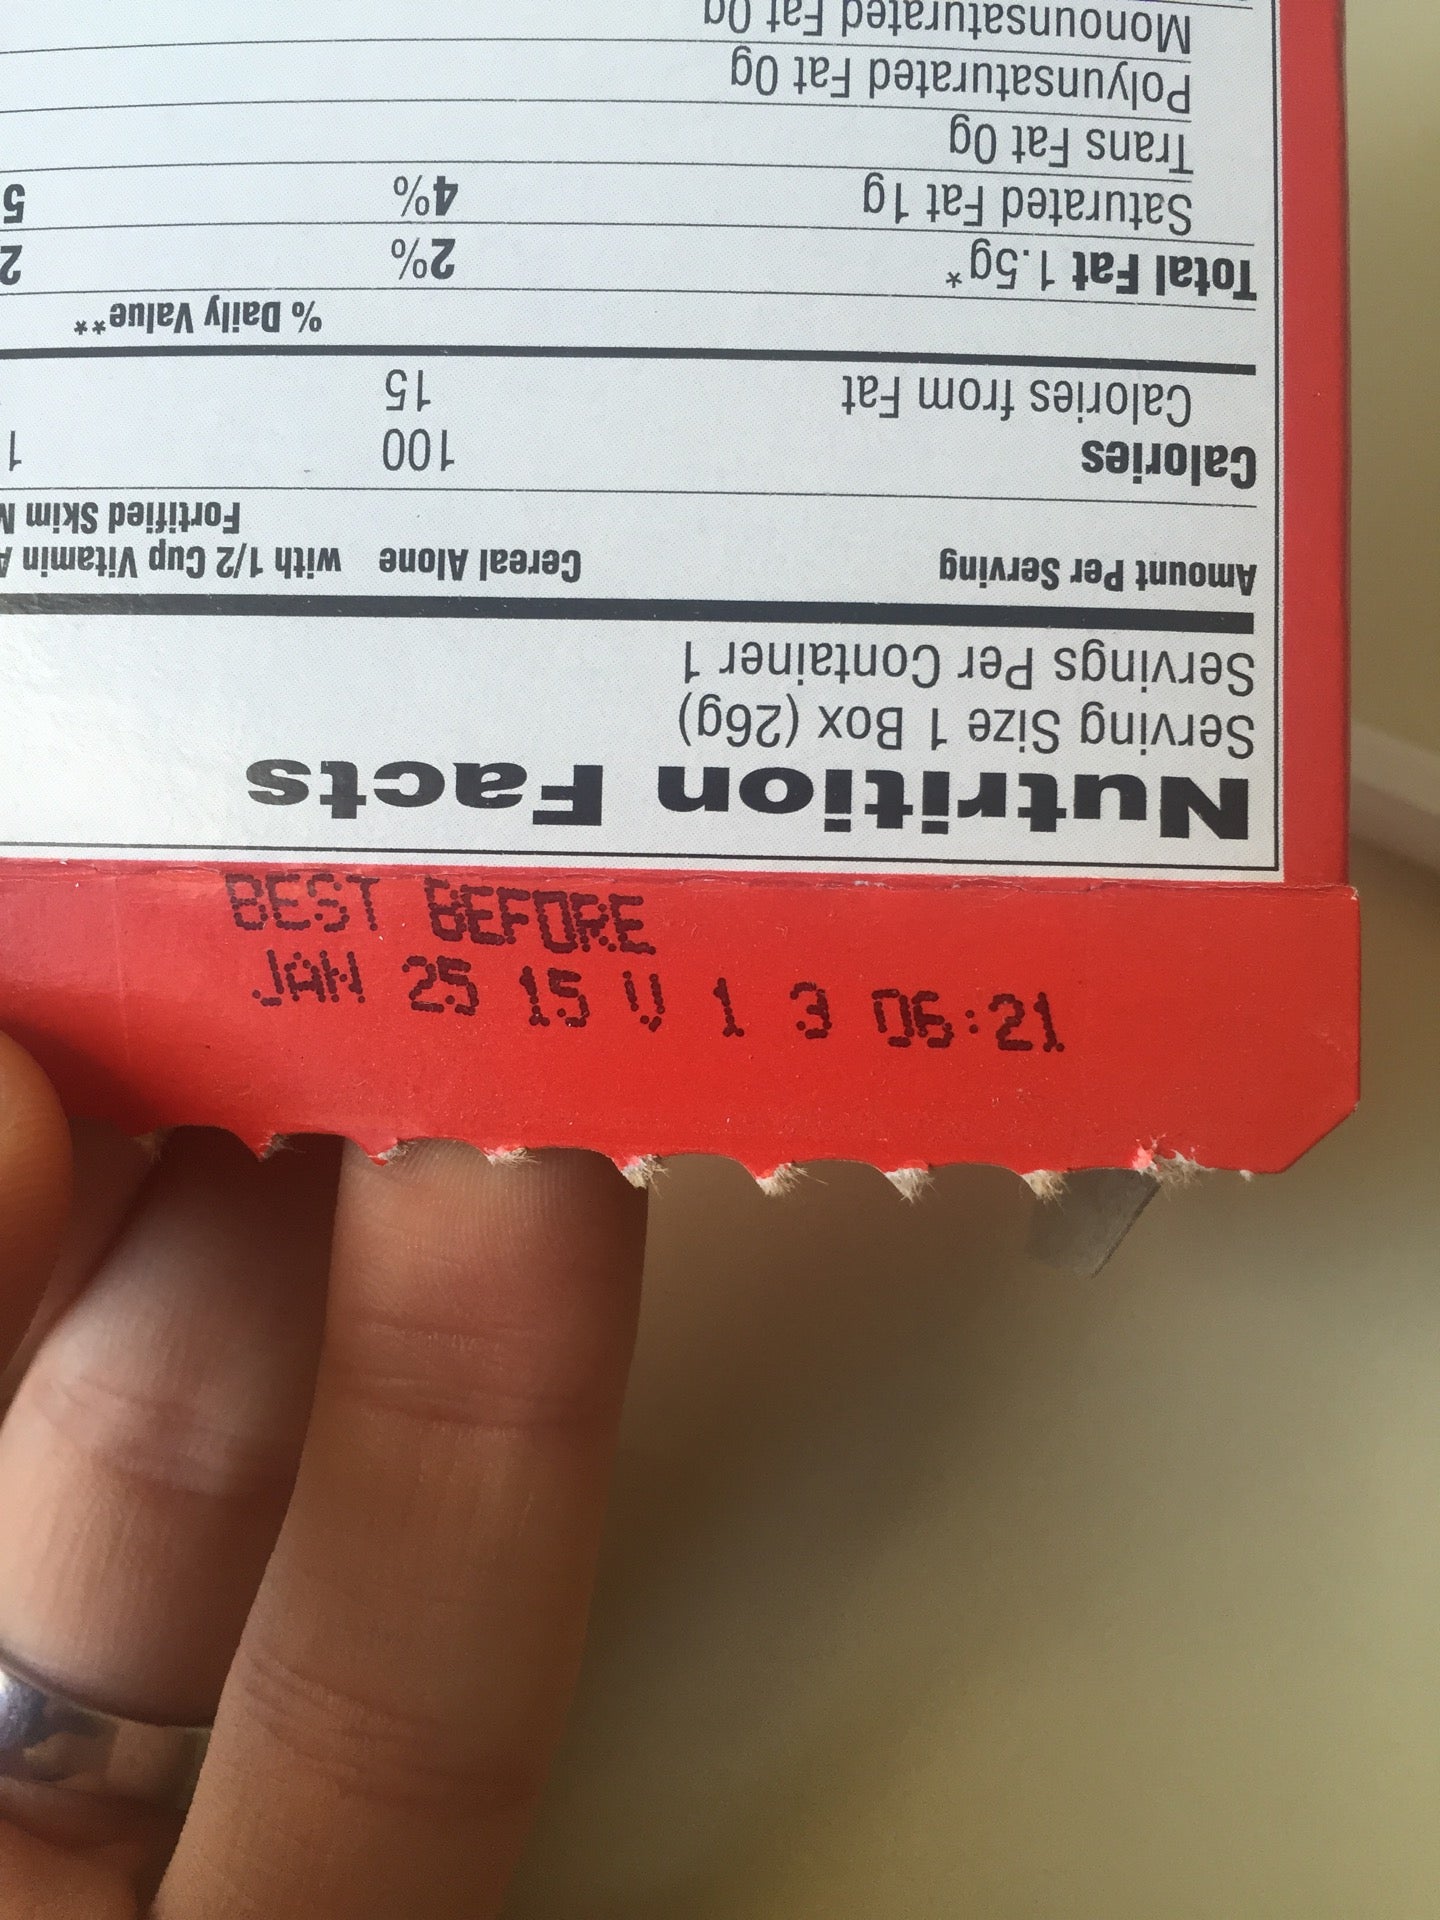 BEST BEFORE
JAN 25 15 V 1 3 06:21
Nutrition Facts
Serving Size 1 Box (26g)
Servings Per Container 1
Amount Per Serving Cereal Alone with 1/2 Cup Vitamin A
Fortified Skim
Calories 100 1
Calories from Fat 15
% Daily Value**
Total Fat 1.5g* 2% 2
Saturated Fat 1g 4% 5
Trans Fat 0g
Polyunsaturated Fat 0g
Monounsaturated Fat 0g